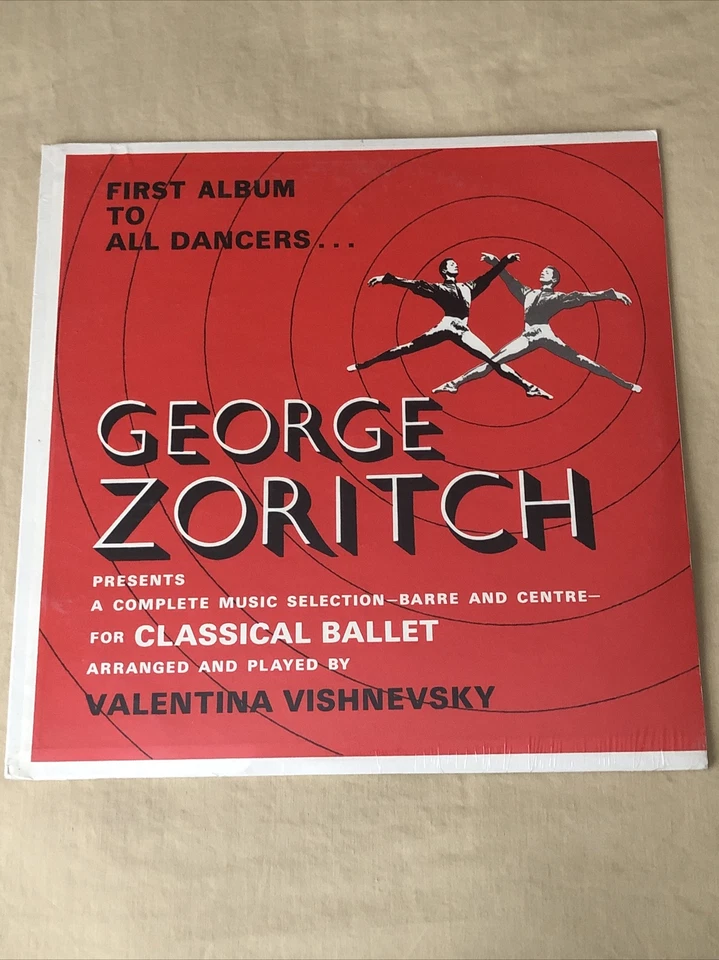 FIRST ALBUM
TO
ALL DANCERS...
GEORGE
ZORITCH
PRESENTS
A COMPLETE MUSIC SELECTION—BARRE AND CENTRE—
FOR CLASSICAL BALLET
ARRANGED AND PLAYED BY
VALENTINA VISHNEVSKY